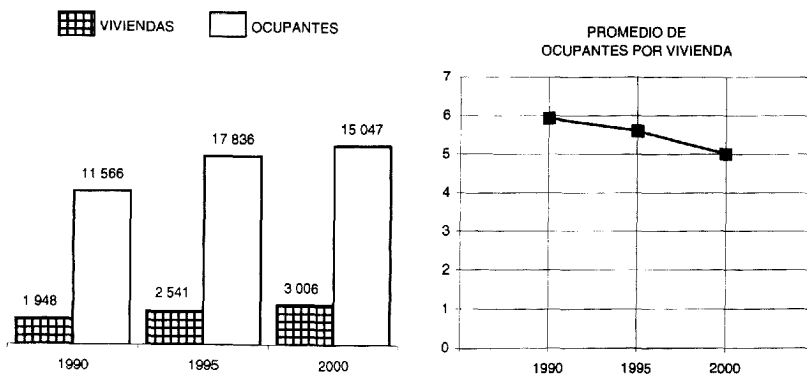 VIVIENDAS OCUPANTES
17 836
15 047
11 566
1 948
2 541
3 006
1990 1995 2000
PROMEDIO DE
OCUPANTES POR VIVIENDA
7
6
5
4
3
2
1
0
1990 1995 2000